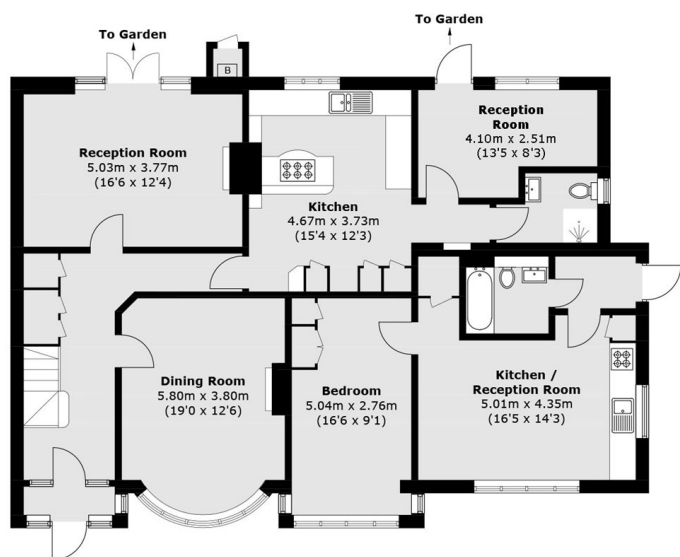 To Garden
To Garden
B
Reception Room
5.03m x 3.77m
(16'6 x 12'4)
Reception
Room
4.10m x 2.51m
(13'5 x 8'3)
Kitchen
4.67m x 3.73m
(15'4 x 12'3)
Dining Room
5.80m x 3.80m
(19'0 x 12'6)
Bedroom
5.04m x 2.76m
(16'6 x 9'1)
Kitchen /
Reception Room
5.01m x 4.35m
(16'5 x 14'3)